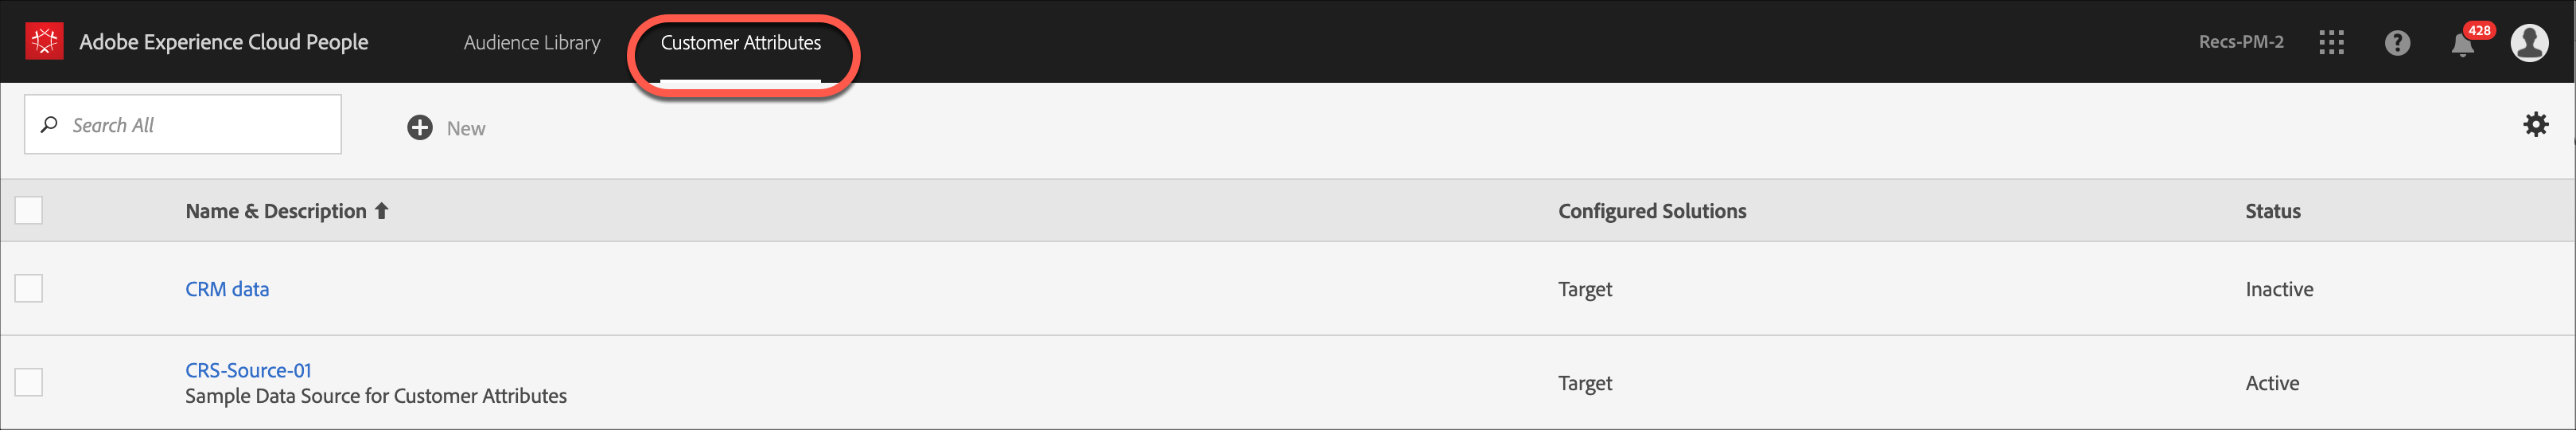 Adobe Experience Cloud People Audience Library Customer Attributes Recs-PM-2 428
Search All New
Name & Description Configured Solutions Status
CRM data Target Inactive
CRS-Source-01
Sample Data Source for Customer Attributes Target Active